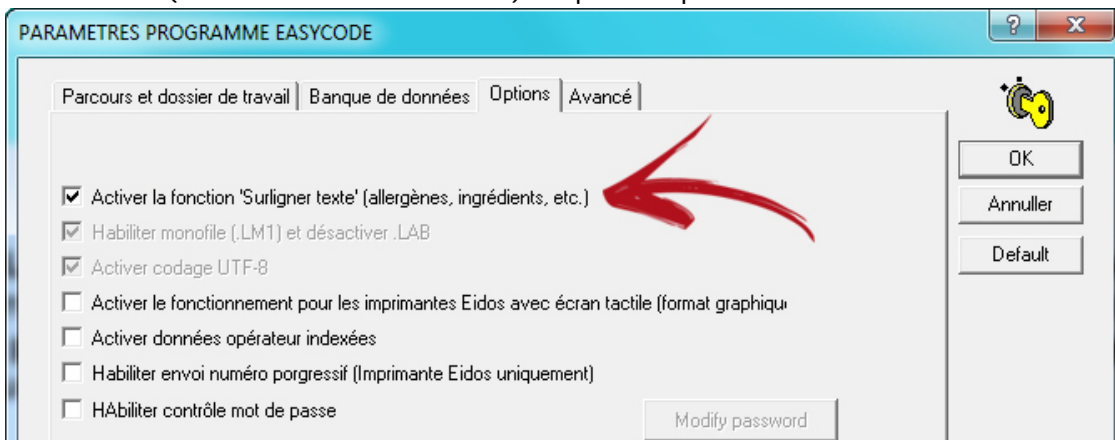 PARAMETRES PROGRAMME EASYCODE
Parcours et dossier de travail Banque de données Options Avancé
OK
Activer la fonction 'Surligner texte' (allergènes, ingrédients, etc.)
Annuller
Habiliter monofile (.LM1) et désactiver .LAB
Default
Activer codage UTF-8
Activer le fonctionnement pour les imprimantes Eidos avec écran tactile (format graphiqu
Activer données opérateur indexées
Habiliter envoi numéro porgressif (Imprimante Eidos uniquement)
HAbiliter contrôle mot de passe
Modify password